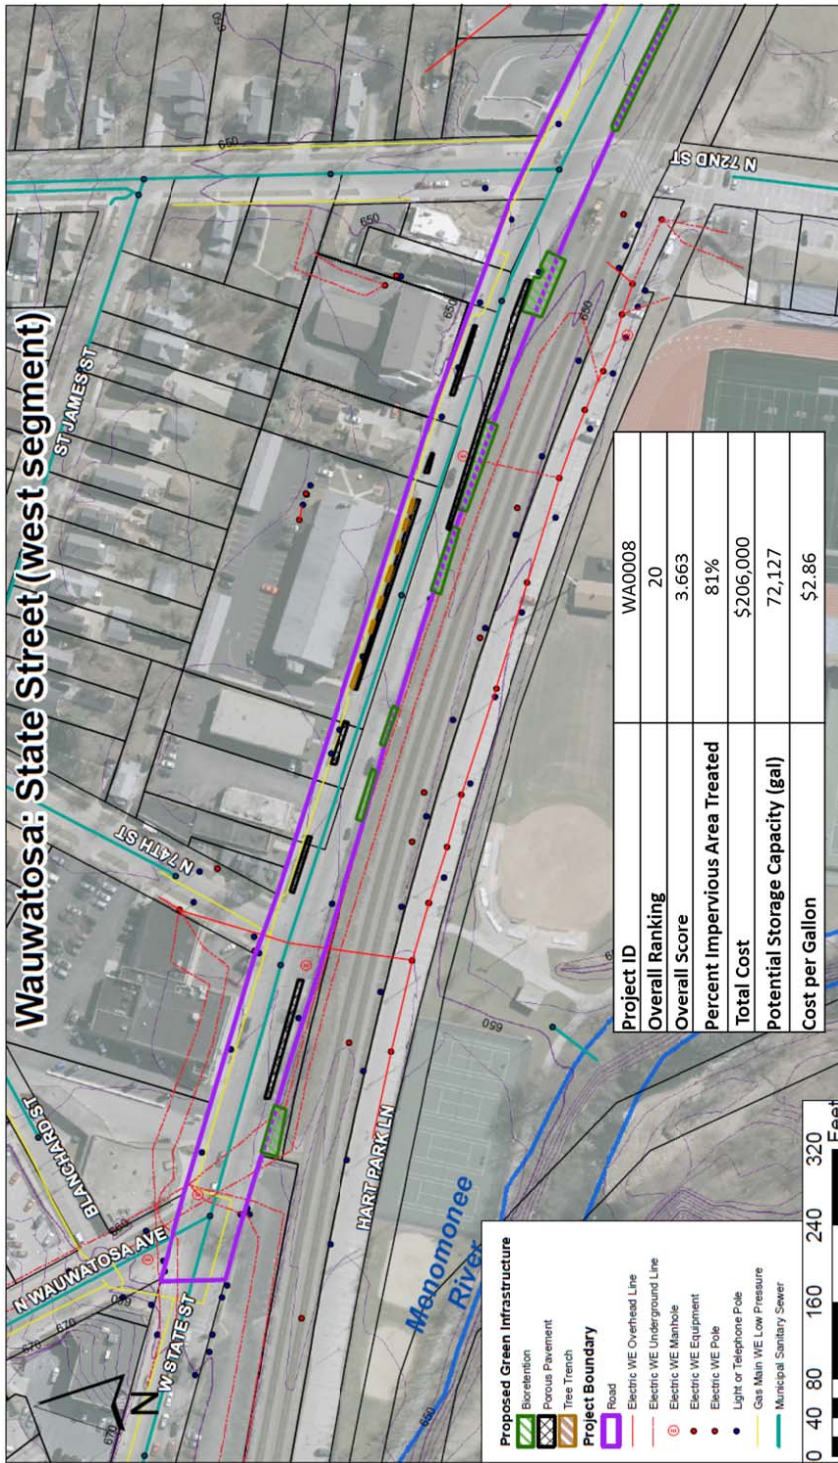 Wauwatosa: State Street (west segment)
N WAUWATOSA AVE
BLANCHARD ST
N 74TH ST
ST JAMES ST
N 72ND ST
W STATE ST
HART PARK LN
Menomonee
River
N
670
670
670
660
650
650
650
650
650
650
Proposed Green Infrastructure
Bioretention
Porous Pavement
Tree Trench
Project Boundary
Road
Electric WE Overhead Line
Electric WE Underground Line
Electric WE Manhole
Electric WE Equipment
Electric WE Pole
Light or Telephone Pole
Gas Main WE Low Pressure
Municipal Sanitary Sewer
0 40 80 160 240 320
Feet
Project ID WA0008
Overall Ranking 20
Overall Score 3.663
Percent Impervious Area Treated 81%
Total Cost $206,000
Potential Storage Capacity (gal) 72,127
Cost per Gallon $2.86